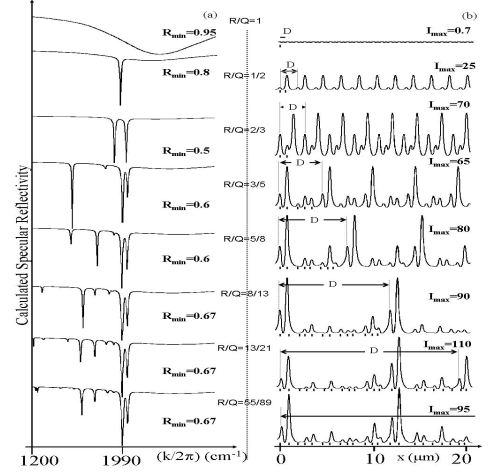 (a) R/Q=1 (b)
D
R_min=0.95 I_max=0.7
R_min=0.8 R/Q=1/2 D I_max=25
R_min=0.5 R/Q=2/3 D I_max=70
R_min=0.6 R/Q=3/5 D I_max=65
R_min=0.6 R/Q=5/8 D I_max=80
R_min=0.67 R/Q=8/13 D I_max=90
R_min=0.67 R/Q=13/21 D I_max=110
R_min=0.67 R/Q=55/89 I_max=95
Calculated Specular Reflectivity
1200 1990 (k/2π) (cm⁻¹) 0 10 x (μm) 20